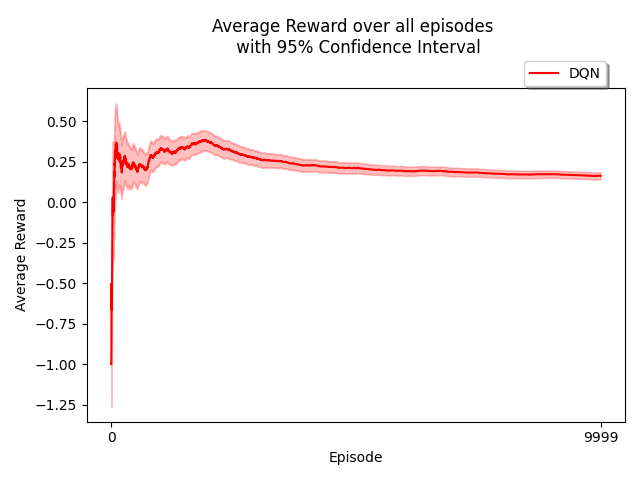 Average Reward over all episodes
with 95% Confidence Interval
DQN
0.50
0.25
0.00
−0.25
−0.50
−0.75
−1.00
−1.25
Average Reward
0
9999
Episode